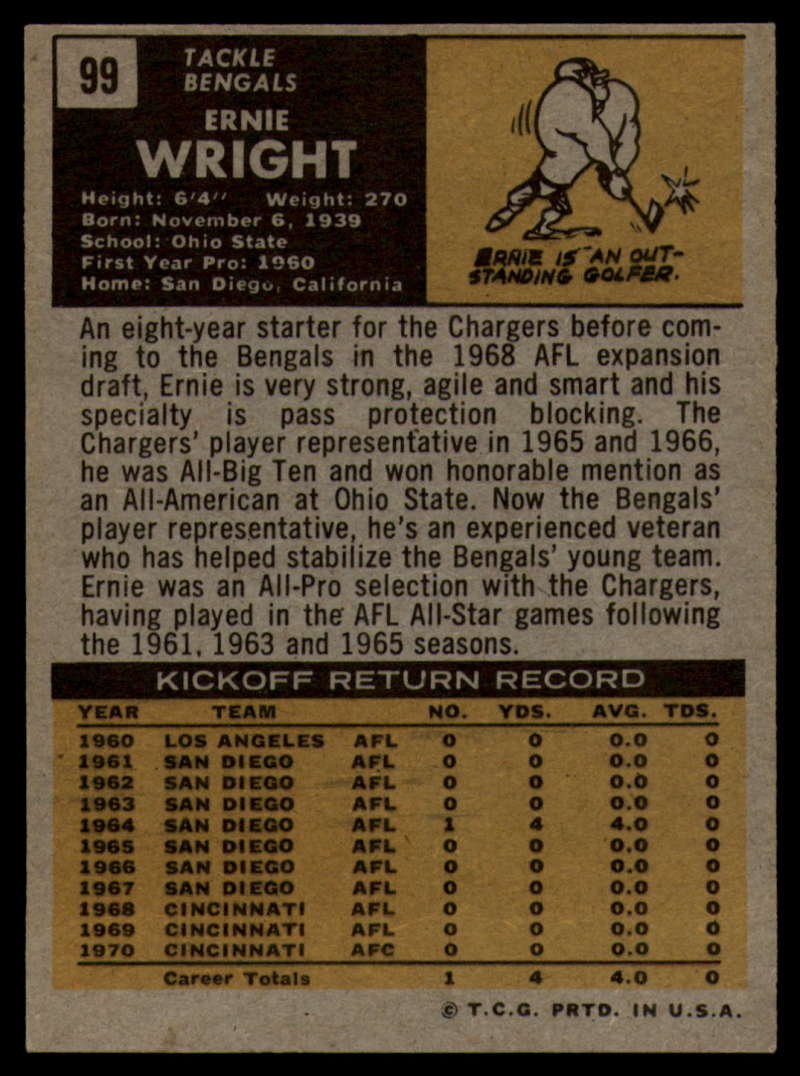 99
TACKLE
BENGALS
ERNIE
WRIGHT
Height: 6'4" Weight: 270
Born: November 6, 1939
School: Ohio State
First Year Pro: 1960
Home: San Diego, California
ERNIE IS AN OUT-
STANDING GOLFER.
An eight-year starter for the Chargers before com-
ing to the Bengals in the 1968 AFL expansion
draft, Ernie is very strong, agile and smart and his
specialty is pass protection blocking. The
Chargers' player representative in 1965 and 1966,
he was All-Big Ten and won honorable mention as
an All-American at Ohio State. Now the Bengals'
player representative, he's an experienced veteran
who has helped stabilize the Bengals' young team.
Ernie was an All-Pro selection with the Chargers,
having played in the AFL All-Star games following
the 1961, 1963 and 1965 seasons.
KICKOFF RETURN RECORD
YEAR TEAM NO. YDS. AVG. TDS.
1960 LOS ANGELES AFL 0 0 0.0 0
1961 SAN DIEGO AFL 0 0 0.0 0
1962 SAN DIEGO AFL 0 0 0.0 0
1963 SAN DIEGO AFL 0 0 0.0 0
1964 SAN DIEGO AFL 1 4 4.0 0
1965 SAN DIEGO AFL 0 0 0.0 0
1966 SAN DIEGO AFL 0 0 0.0 0
1967 SAN DIEGO AFL 0 0 0.0 0
1968 CINCINNATI AFL 0 0 0.0 0
1969 CINCINNATI AFL 0 0 0.0 0
1970 CINCINNATI AFC 0 0 0.0 0
Career Totals 1 4 4.0 0
© T.C.G. PRTD. IN U.S.A.